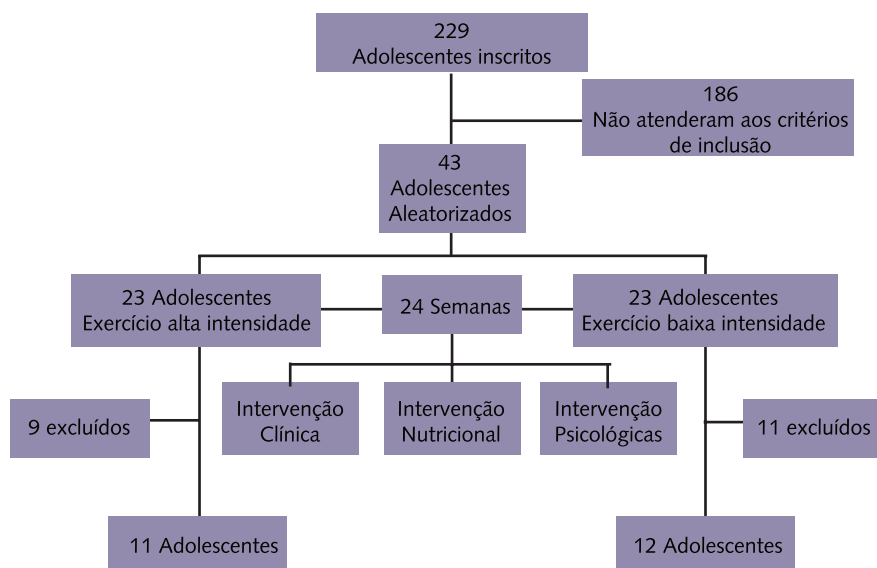 229
Adolescentes inscritos
186
Não atenderam aos critérios
de inclusão
43
Adolescentes
Aleatorizados
23 Adolescentes
Exercício alta intensidade
24 Semanas
23 Adolescentes
Exercício baixa intensidade
9 excluídos
Intervenção
Clínica
Intervenção
Nutricional
Intervenção
Psicológicas
11 excluídos
11 Adolescentes
12 Adolescentes